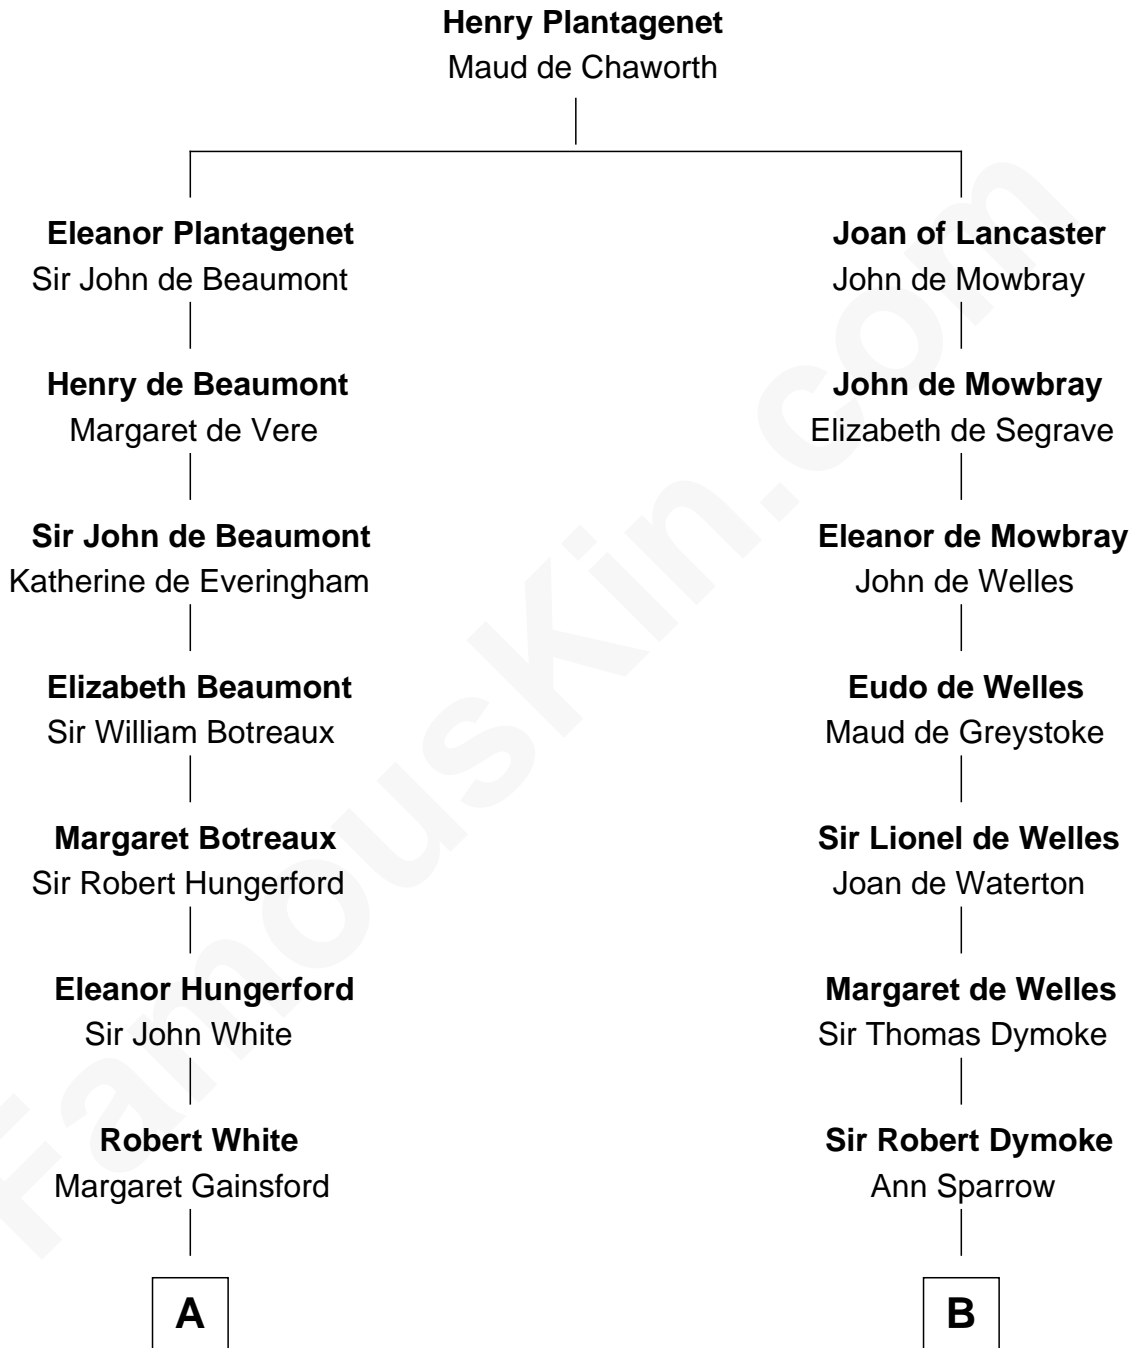 Henry Plantagenet
Maud de Chaworth
Eleanor Plantagenet
Sir John de Beaumont
Joan of Lancaster
John de Mowbray
Henry de Beaumont
Margaret de Vere
John de Mowbray
Elizabeth de Segrave
Sir John de Beaumont
Katherine de Everingham
Eleanor de Mowbray
John de Welles
Elizabeth Beaumont
Sir William Botreaux
Eudo de Welles
Maud de Greystoke
Margaret Botreaux
Sir Robert Hungerford
Sir Lionel de Welles
Joan de Waterton
Eleanor Hungerford
Sir John White
Margaret de Welles
Sir Thomas Dymoke
Robert White
Margaret Gainsford
Sir Robert Dymoke
Ann Sparrow
A
B
FamousKin.com